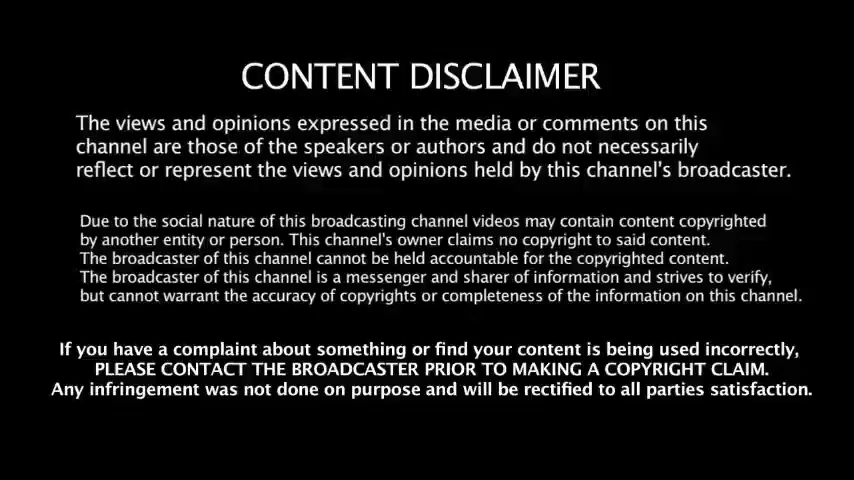 CONTENT DISCLAIMER
The views and opinions expressed in the media or comments on this
channel are those of the speakers or authors and do not necessarily
reflect or represent the views and opinions held by this channel's broadcaster.
Due to the social nature of this broadcasting channel videos may contain content copyrighted
by another entity or person. This channel's owner claims no copyright to said content.
The broadcaster of this channel cannot be held accountable for the copyrighted content.
The broadcaster of this channel is a messenger and sharer of information and strives to verify,
but cannot warrant the accuracy of copyrights or completeness of the information on this channel.
If you have a complaint about something or find your content is being used incorrectly,
PLEASE CONTACT THE BROADCASTER PRIOR TO MAKING A COPYRIGHT CLAIM.
Any infringement was not done on purpose and will be rectified to all parties satisfaction.